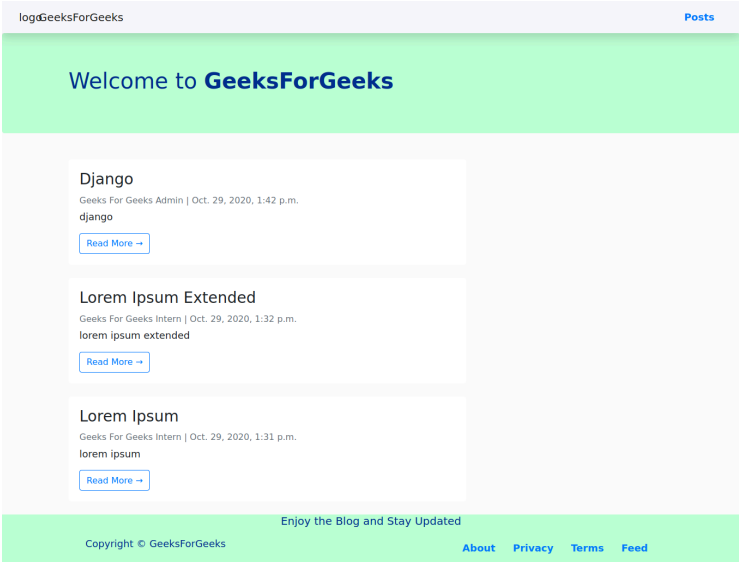 logoGeeksForGeeks Posts
Welcome to GeeksForGeeks
Django
Geeks For Geeks Admin | Oct. 29, 2020, 1:42 p.m.
django
Read More →
Lorem Ipsum Extended
Geeks For Geeks Intern | Oct. 29, 2020, 1:32 p.m.
lorem ipsum extended
Read More →
Lorem Ipsum
Geeks For Geeks Intern | Oct. 29, 2020, 1:31 p.m.
lorem ipsum
Read More →
Enjoy the Blog and Stay Updated
Copyright © GeeksForGeeks About Privacy Terms Feed